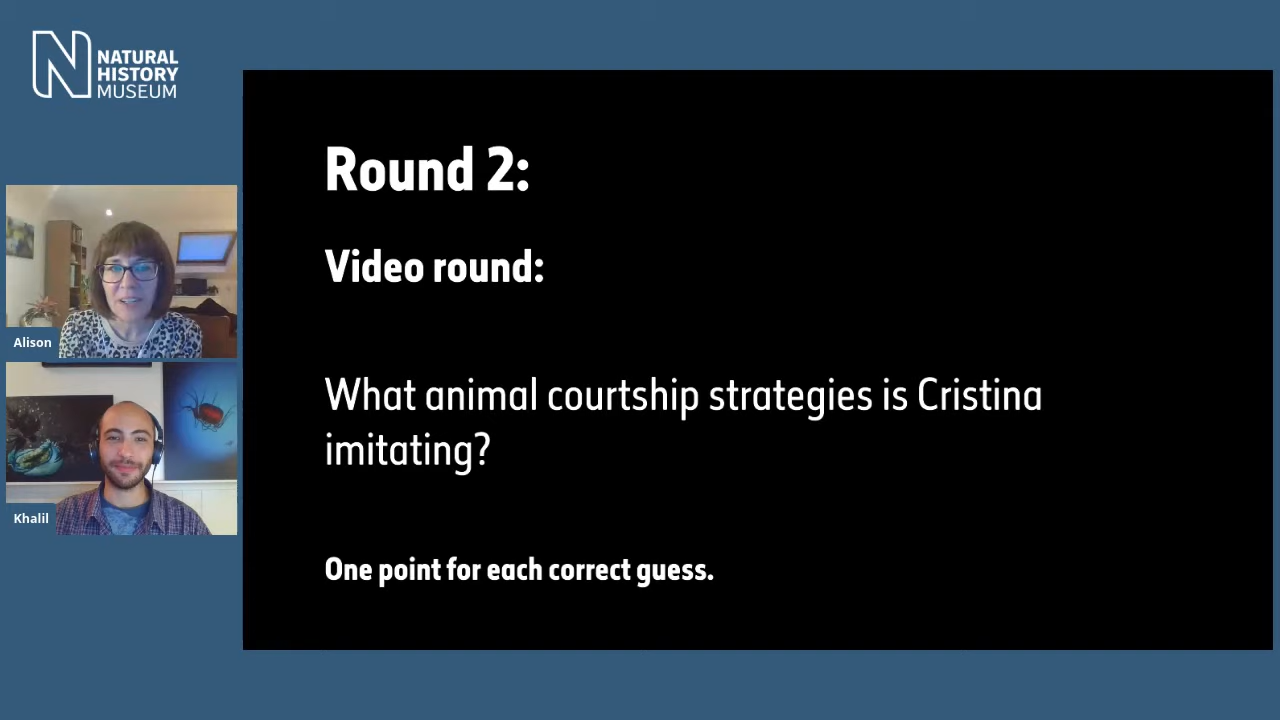 NATURAL
HISTORY
MUSEUM
Round 2:
Video round:
What animal courtship strategies is Cristina
imitating?
One point for each correct guess.
Alison
Khalil